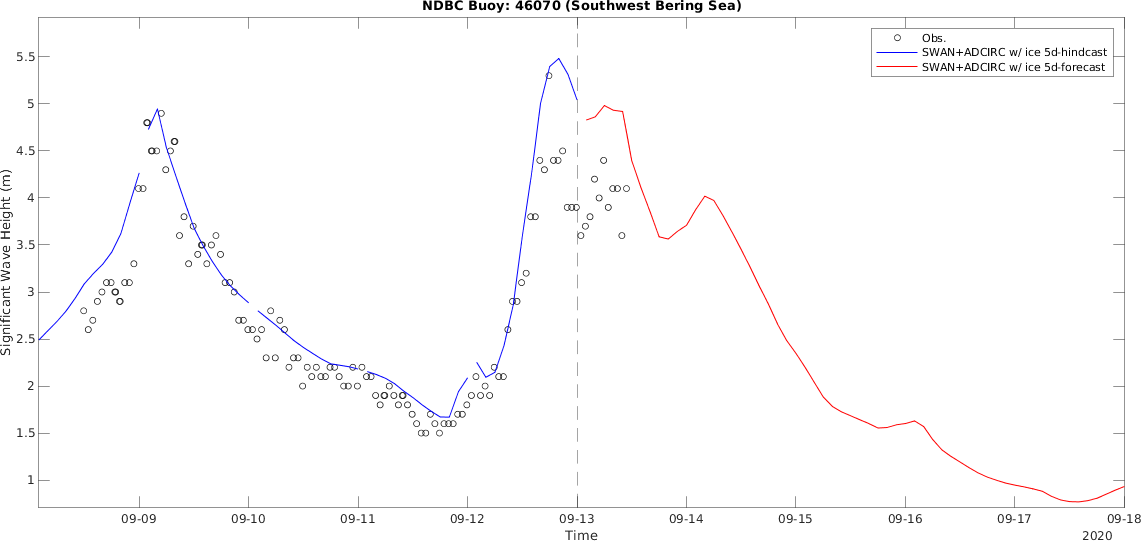 NDBC Buoy: 46070 (Southwest Bering Sea)
Obs.
SWAN+ADCIRC w/ ice 5d-hindcast
SWAN+ADCIRC w/ ice 5d-forecast
Significant Wave Height (m)
5.5
5
4.5
4
3.5
3
2.5
2
1.5
1
09-09 09-10 09-11 09-12 09-13 09-14 09-15 09-16 09-17 09-18
Time
2020